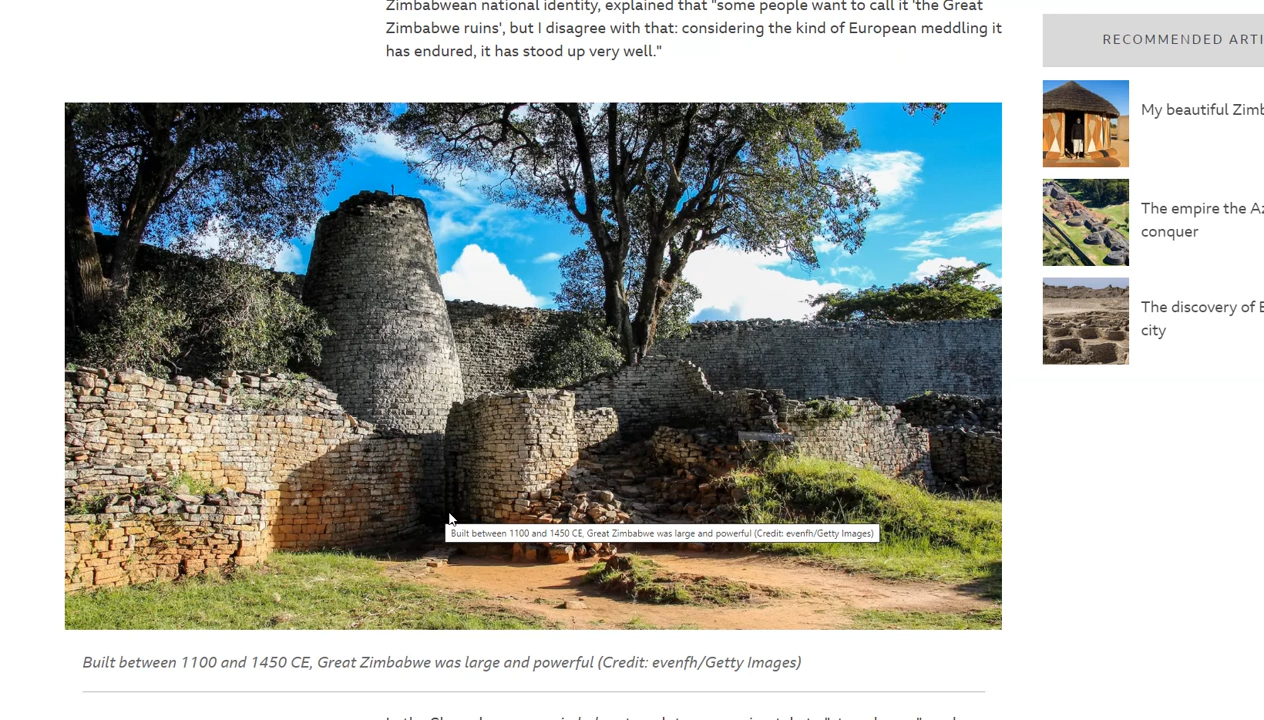 Zimbabwean national identity, explained that "some people want to call it 'the Great
Zimbabwe ruins', but I disagree with that: considering the kind of European meddling it
has endured, it has stood up very well."
Built between 1100 and 1450 CE, Great Zimbabwe was large and powerful (Credit: evenfh/Getty Images)
Built between 1100 and 1450 CE, Great Zimbabwe was large and powerful (Credit: evenfh/Getty Images)
RECOMMENDED ARTI
My beautiful Zimb
The empire the Az
conquer
The discovery of E
city